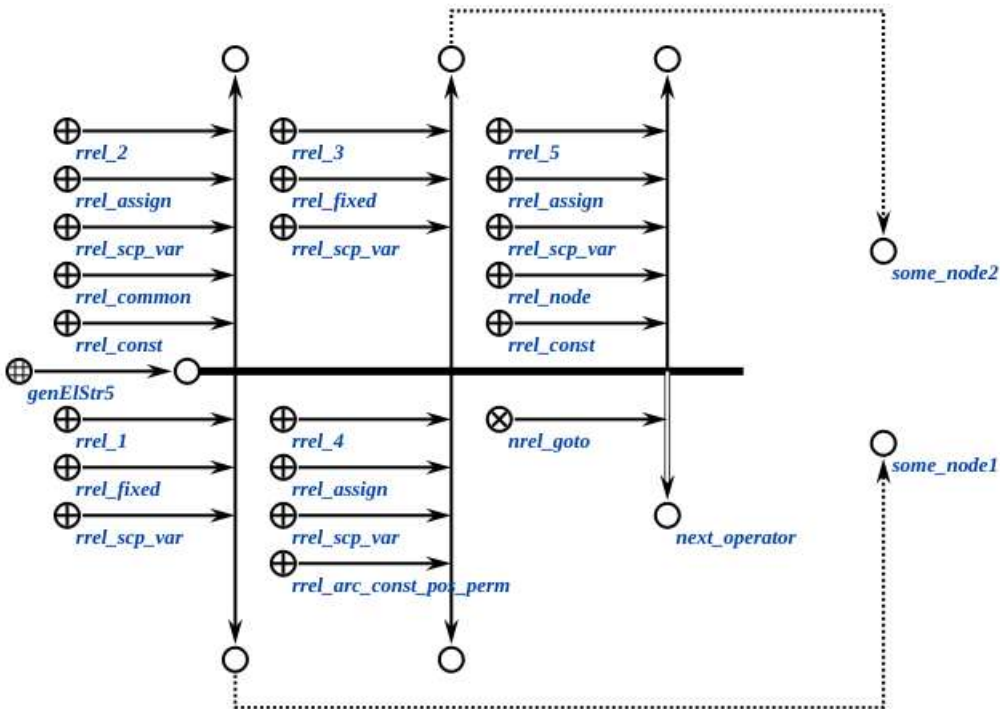 rrel_2 rrel_3 rrel_5
rrel_assign rrel_fixed rrel_assign
rrel_scp_var rrel_scp_var rrel_scp_var
some_node2
rrel_common rrel_node
rrel_const rrel_const
genElStr5
rrel_1 rrel_4 nrel_goto
some_node1
rrel_fixed rrel_assign
rrel_scp_var rrel_scp_var next_operator
rrel_arc_const_pos_perm